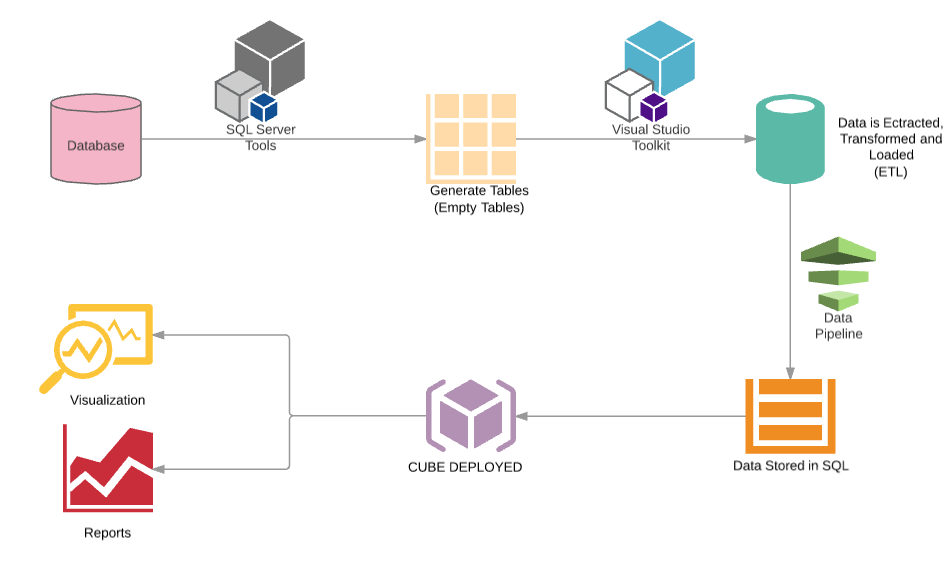 Database
SQL Server
Tools
Generate Tables
(Empty Tables)
Visual Studio
Toolkit
Data is Ectracted,
Transformed and
Loaded
(ETL)
Data
Pipeline
Data Stored in SQL
CUBE DEPLOYED
Visualization
Reports